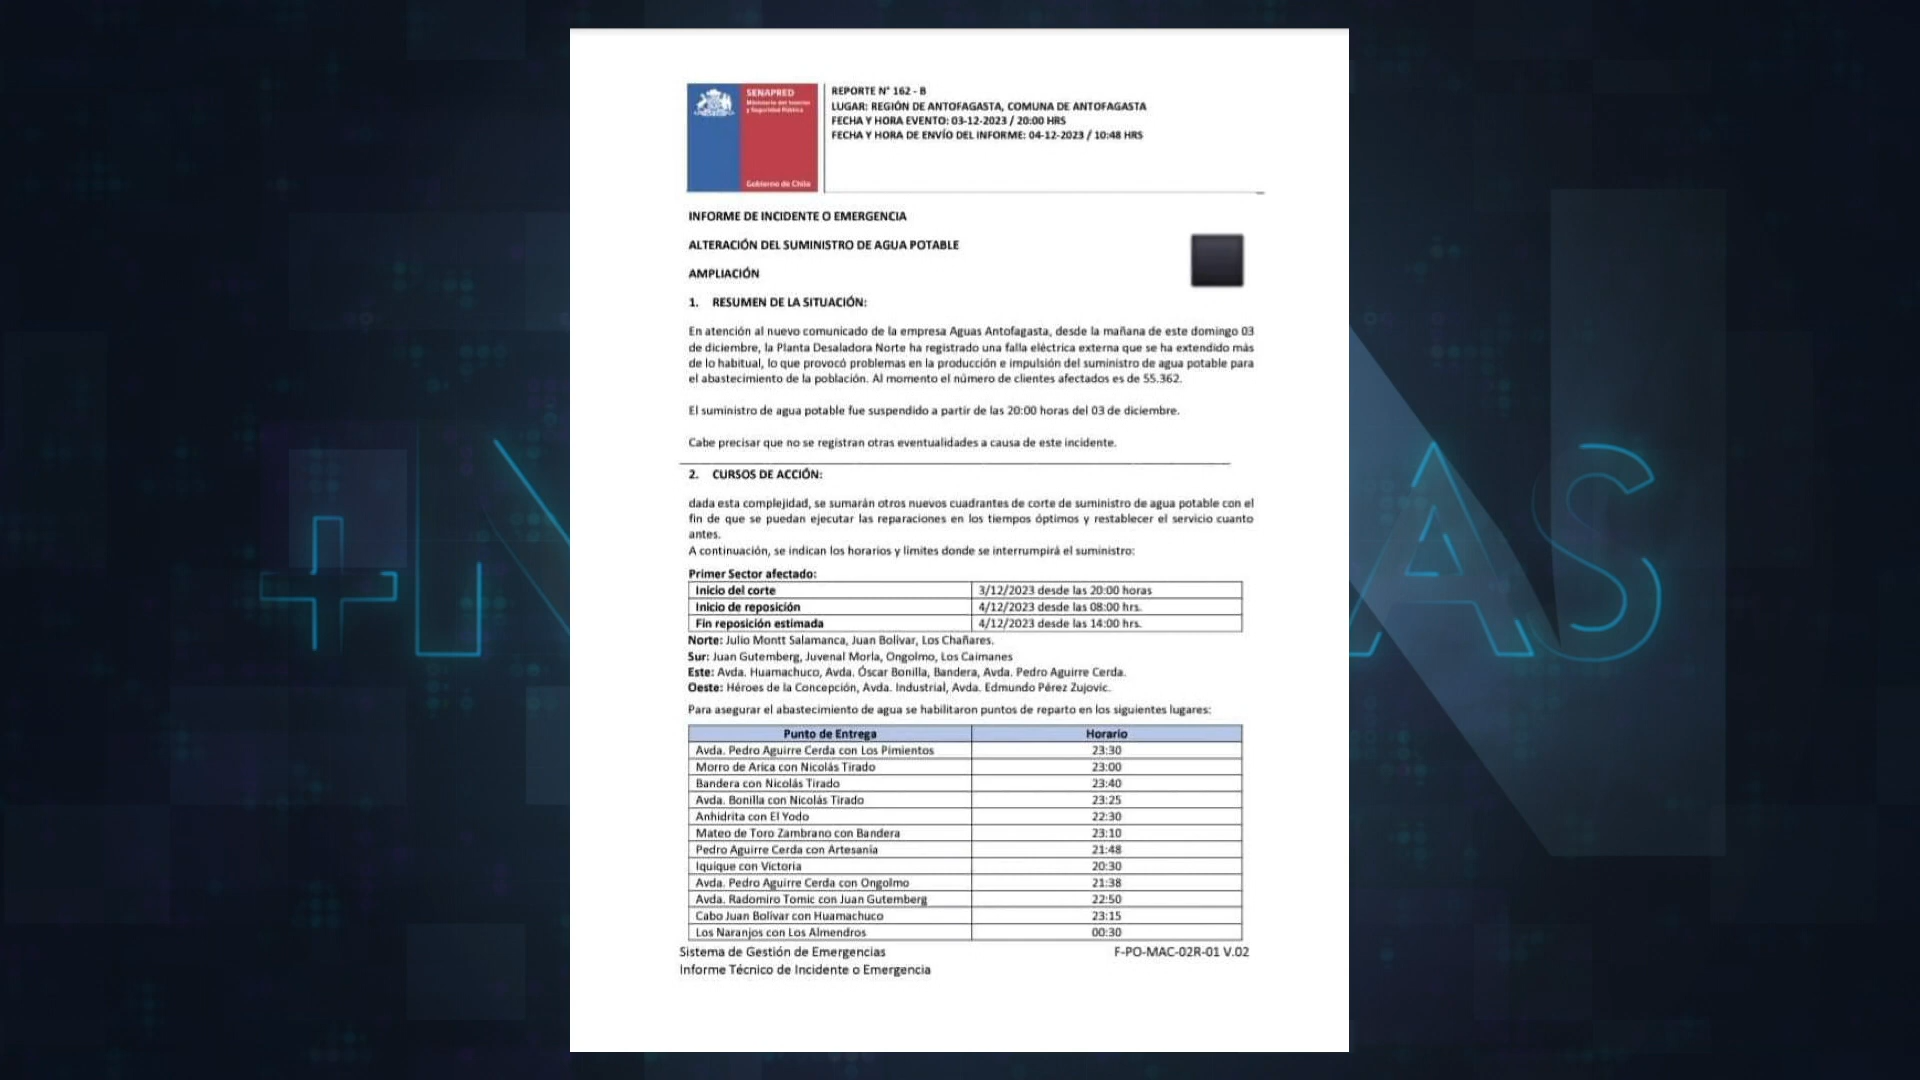 SENAPRED
Ministerio del Interior
y Seguridad Pública
Gobierno de Chile
REPORTE N° 162 - B
LUGAR: REGIÓN DE ANTOFAGASTA, COMUNA DE ANTOFAGASTA
FECHA Y HORA EVENTO: 03-12-2023 / 20:00 HRS
FECHA Y HORA DE ENVÍO DEL INFORME: 04-12-2023 / 10:48 HRS
INFORME DE INCIDENTE O EMERGENCIA
ALTERACIÓN DEL SUMINISTRO DE AGUA POTABLE
AMPLIACIÓN
1. RESUMEN DE LA SITUACIÓN:
En atención al nuevo comunicado de la empresa Aguas Antofagasta, desde la mañana de este domingo 03
de diciembre, la Planta Desaladora Norte ha registrado una falla eléctrica externa que se ha extendido más
de lo habitual, lo que provocó problemas en la producción e impulsión del suministro de agua potable para
el abastecimiento de la población. Al momento el número de clientes afectados es de 55.362.
El suministro de agua potable fue suspendido a partir de las 20:00 horas del 03 de diciembre.
Cabe precisar que no se registran otras eventualidades a causa de este incidente.
2. CURSOS DE ACCIÓN:
dada esta complejidad, se sumarán otros nuevos cuadrantes de corte de suministro de agua potable con el
fin de que se puedan ejecutar las reparaciones en los tiempos óptimos y restablecer el servicio cuanto
antes.
A continuación, se indican los horarios y límites donde se interrumpirá el suministro:
Primer Sector afectado:
Inicio del corte 3/12/2023 desde las 20:00 horas
Inicio de reposición 4/12/2023 desde las 08:00 hrs.
Fin reposición estimada 4/12/2023 desde las 14:00 hrs.
Norte: Julio Montt Salamanca, Juan Bolívar, Los Chañares.
Sur: Juan Gutemberg, Juvenal Morla, Ongolmo, Los Caimanes
Este: Avda. Huamachuco, Avda. Óscar Bonilla, Bandera, Avda. Pedro Aguirre Cerda.
Oeste: Héroes de la Concepción, Avda. Industrial, Avda. Edmundo Pérez Zujovic.
Para asegurar el abastecimiento de agua se habilitaron puntos de reparto en los siguientes lugares:
Punto de Entrega Horario
Avda. Pedro Aguirre Cerda con Los Pimientos 23:30
Morro de Arica con Nicolás Tirado 23:00
Bandera con Nicolás Tirado 23:40
Avda. Bonilla con Nicolás Tirado 23:25
Anhidrita con El Yodo 22:30
Mateo de Toro Zambrano con Bandera 23:10
Pedro Aguirre Cerda con Artesanía 21:48
Iquique con Victoria 20:30
Avda. Pedro Aguirre Cerda con Ongolmo 21:38
Avda. Radomiro Tomic con Juan Gutemberg 22:50
Cabo Juan Bolívar con Huamachuco 23:15
Los Naranjos con Los Almendros 00:30
Sistema de Gestión de Emergencias F-PO-MAC-02R-01 V.02
Informe Técnico de Incidente o Emergencia
+N AS